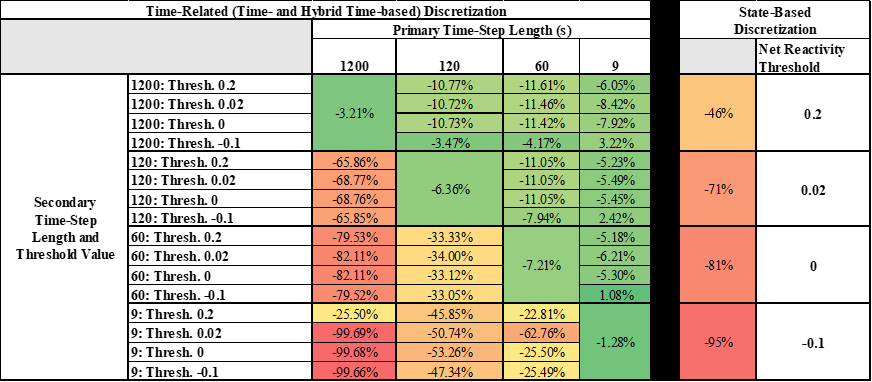 Time-Related (Time- and Hybrid Time-based) Discretization
State-Based
Discretization
Primary Time-Step Length (s)
Net Reactivity
Threshold
1200 120 60 9
1200: Thresh. 0.2 -10.77% -11.61% -6.05%
1200: Thresh. 0.02 -10.72% -11.46% -8.42%
-3.21% -46% 0.2
1200: Thresh. 0 -10.73% -11.42% -7.92%
1200: Thresh. -0.1 -3.47% -4.17% 3.22%
120: Thresh. 0.2 -65.86% -11.05% -5.23%
120: Thresh. 0.02 -68.77% -11.05% -5.49%
-6.36% -71% 0.02
120: Thresh. 0 -68.76% -11.05% -5.45%
120: Thresh. -0.1 -65.85% -7.94% 2.42%
Secondary
Time-Step
Length and
Threshold Value
60: Thresh. 0.2 -79.53% -33.33% -5.18%
60: Thresh. 0.02 -82.11% -34.00% -6.21%
-7.21% -81% 0
60: Thresh. 0 -82.11% -33.12% -5.30%
60: Thresh. -0.1 -79.52% -33.05% 1.08%
9: Thresh. 0.2 -25.50% -45.85% -22.81%
9: Thresh. 0.02 -99.69% -50.74% -62.76%
-1.28% -95% -0.1
9: Thresh. 0 -99.68% -53.26% -25.50%
9: Thresh. -0.1 -99.66% -47.34% -25.49%